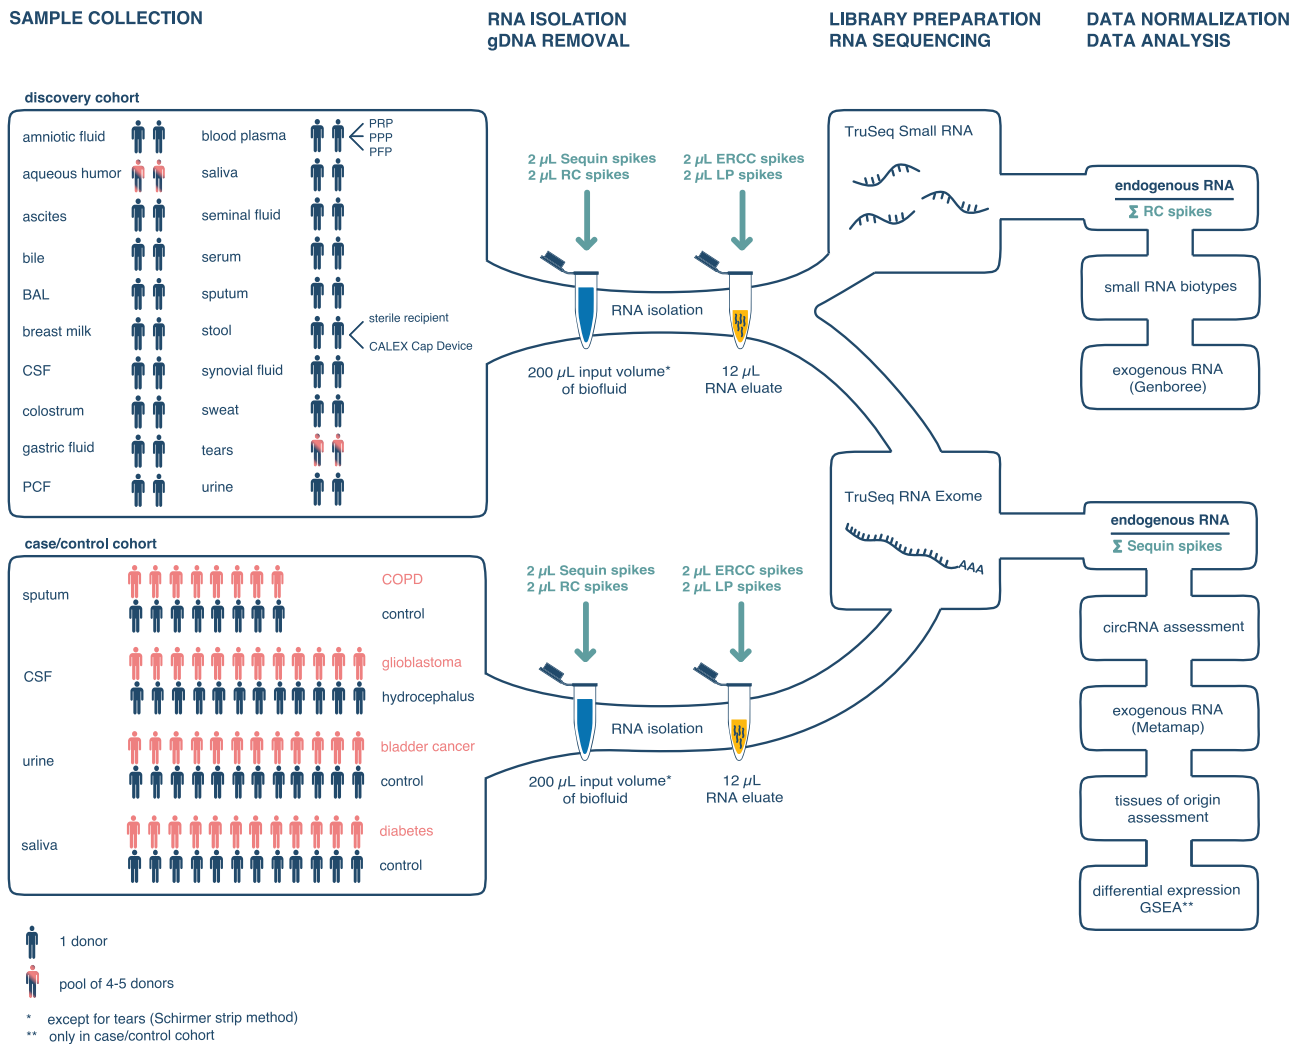 SAMPLE COLLECTION
RNA ISOLATION
gDNA REMOVAL
LIBRARY PREPARATION
RNA SEQUENCING
DATA NORMALIZATION
DATA ANALYSIS
discovery cohort
amniotic fluid
aqueous humor
ascites
bile
BAL
breast milk
CSF
colostrum
gastric fluid
PCF
blood plasma
PRP
PPP
PFP
saliva
seminal fluid
serum
sputum
stool
sterile recipient
CALEX Cap Device
synovial fluid
sweat
tears
urine
2 µL Sequin spikes
2 µL RC spikes
2 µL ERCC spikes
2 µL LP spikes
RNA isolation
200 µL input volume*
of biofluid
12 µL
RNA eluate
TruSeq Small RNA
endogenous RNA
Σ RC spikes
small RNA biotypes
exogenous RNA
(Genboree)
case/control cohort
sputum
COPD
control
CSF
glioblastoma
hydrocephalus
urine
bladder cancer
control
saliva
diabetes
control
2 µL Sequin spikes
2 µL RC spikes
2 µL ERCC spikes
2 µL LP spikes
RNA isolation
200 µL input volume*
of biofluid
12 µL
RNA eluate
TruSeq RNA Exome
AAA
endogenous RNA
Σ Sequin spikes
circRNA assessment
exogenous RNA
(Metamap)
tissues of origin
assessment
differential expression
GSEA**
1 donor
pool of 4-5 donors
* except for tears (Schirmer strip method)
** only in case/control cohort